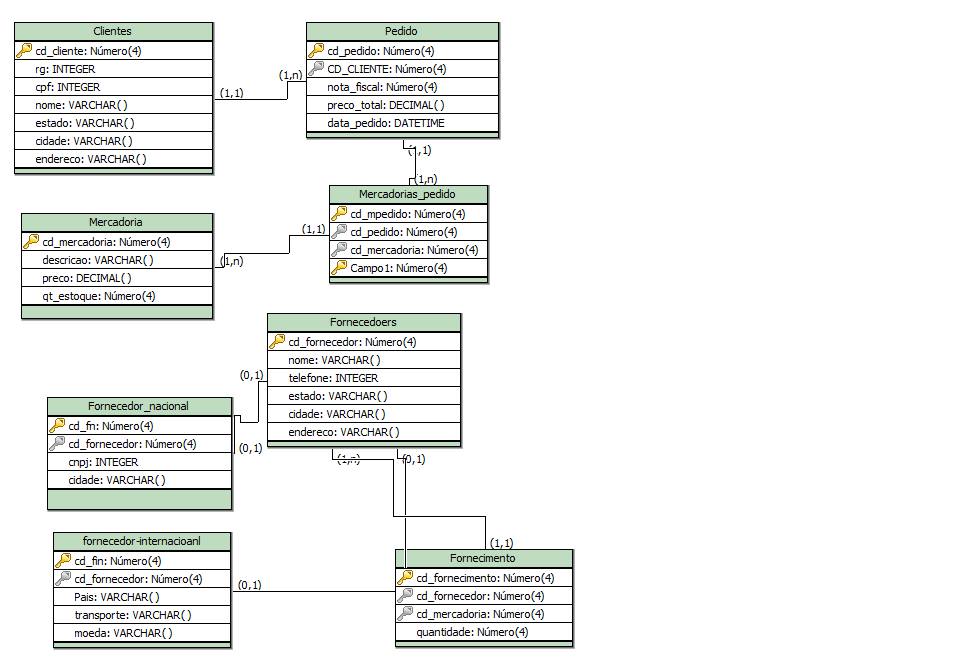 Clientes
cd_cliente: Número(4)
rg: INTEGER
cpf: INTEGER
nome: VARCHAR()
estado: VARCHAR()
cidade: VARCHAR()
endereco: VARCHAR()
(1,1)
(1,n)
Pedido
cd_pedido: Número(4)
CD_CLIENTE: Número(4)
nota_fiscal: Número(4)
preco_total: DECIMAL()
data_pedido: DATETIME
(1,1)
(1,n)
Mercadorias_pedido
cd_mpedido: Número(4)
cd_pedido: Número(4)
cd_mercadoria: Número(4)
Campo1: Número(4)
Mercadoria
cd_mercadoria: Número(4)
descricao: VARCHAR()
preco: DECIMAL()
qt_estoque: Número(4)
(1,1)
(1,n)
Fornecedoers
cd_fornecedor: Número(4)
nome: VARCHAR()
telefone: INTEGER
estado: VARCHAR()
cidade: VARCHAR()
endereco: VARCHAR()
(0,1)
(0,1)
Fornecedor_nacional
cd_fn: Número(4)
cd_fornecedor: Número(4)
cnpj: INTEGER
cidade: VARCHAR()
(1,n)
(0,1)
fornecedor-internacioanl
cd_fin: Número(4)
cd_fornecedor: Número(4)
Pais: VARCHAR()
transporte: VARCHAR()
moeda: VARCHAR()
(0,1)
(1,1)
Fornecimento
cd_fornecimento: Número(4)
cd_fornecedor: Número(4)
cd_mercadoria: Número(4)
quantidade: Número(4)